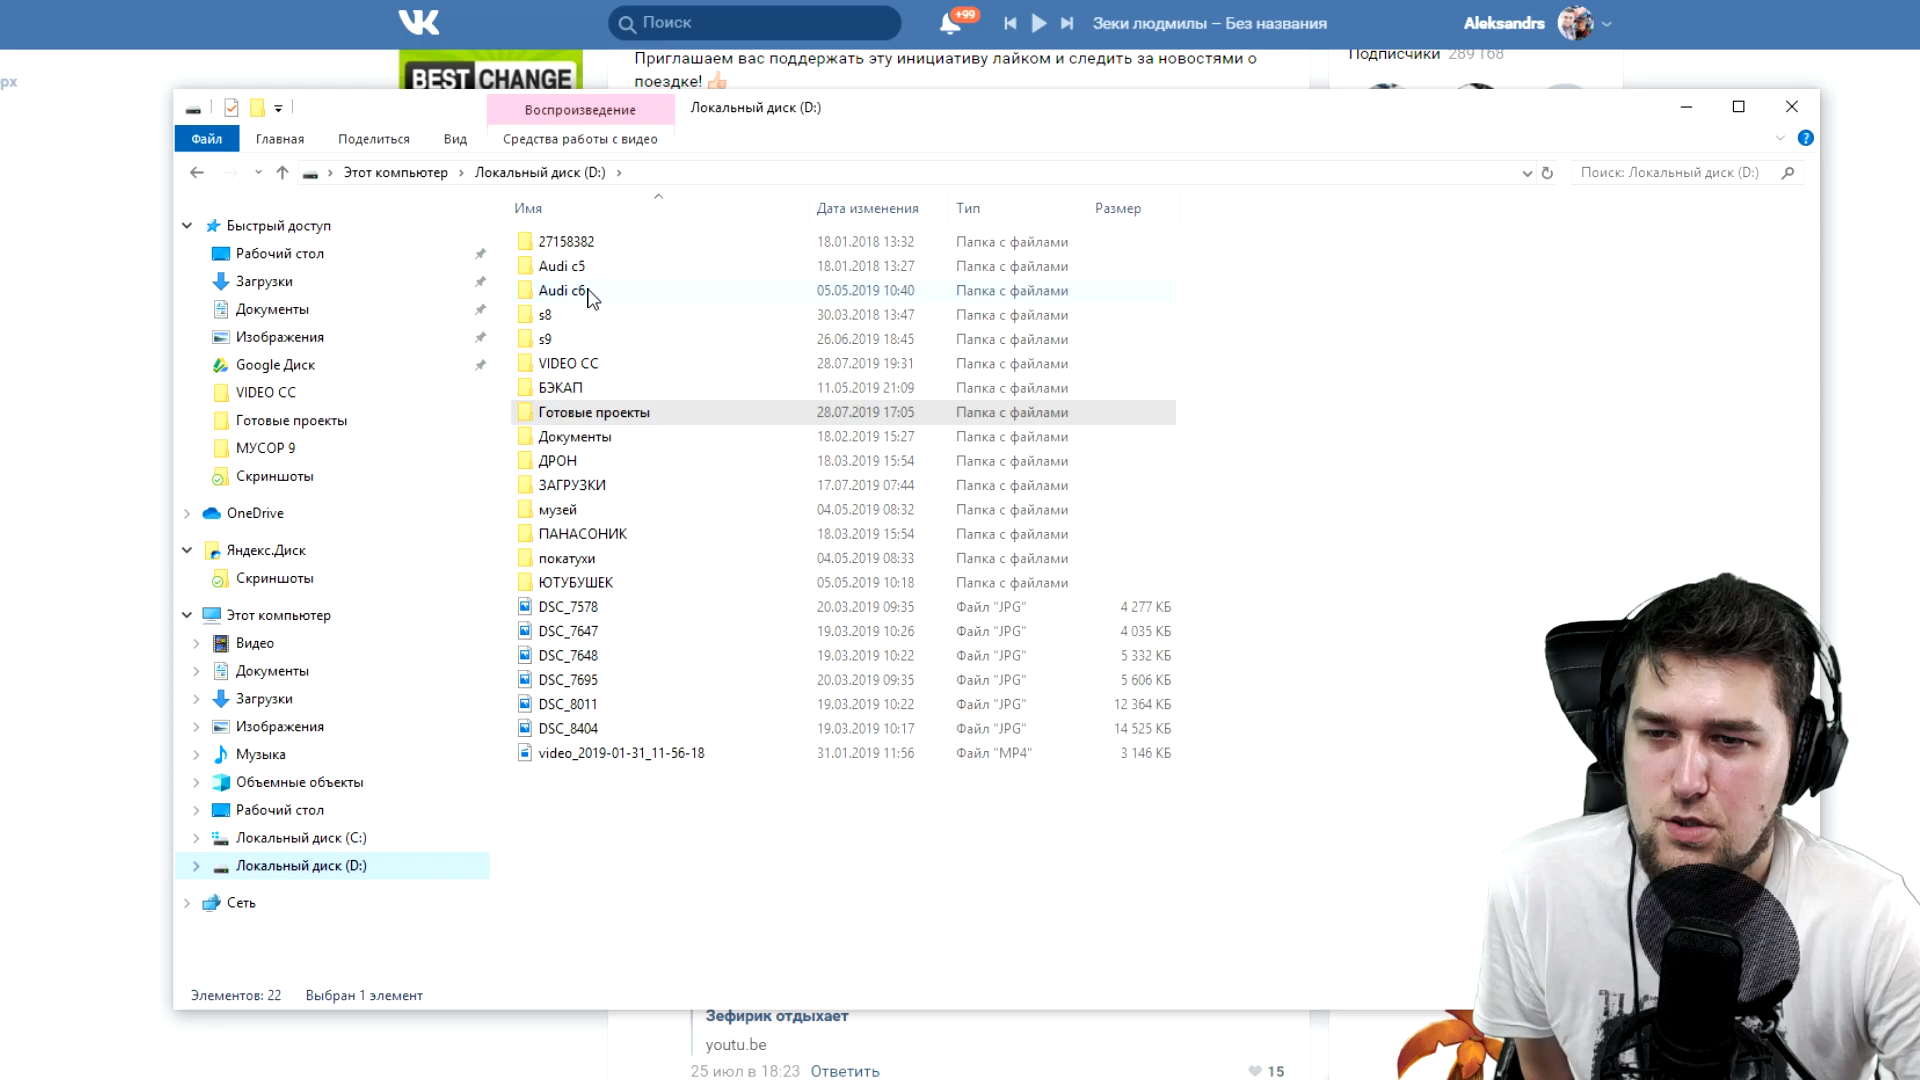 Поиск
+99
Зеки людмилы – Без названия
Aleksandrs
рх
BEST CHANGE
Приглашаем вас поддержать эту инициативу лайком и следить за новостями о
поездке!
Подписчики 289 168
Воспроизведение
Локальный диск (D:)
Файл
Главная
Поделиться
Вид
Средства работы с видео
Этот компьютер
Локальный диск (D:)
Поиск: Локальный диск (D:)
Имя
Дата изменения
Тип
Размер
Быстрый доступ
Рабочий стол
Загрузки
Документы
Изображения
Google Диск
VIDEO CC
Готовые проекты
МУСОР 9
Скриншоты
OneDrive
Яндекс.Диск
Скриншоты
Этот компьютер
Видео
Документы
Загрузки
Изображения
Музыка
Объемные объекты
Рабочий стол
Локальный диск (C:)
Локальный диск (D:)
Сеть
27158382 18.01.2018 13:32 Папка с файлами
Audi c5 18.01.2018 13:27 Папка с файлами
Audi c6 05.05.2019 10:40 Папка с файлами
s8 30.03.2018 13:47 Папка с файлами
s9 26.06.2019 18:45 Папка с файлами
VIDEO CC 28.07.2019 19:31 Папка с файлами
БЭКАП 11.05.2019 21:09 Папка с файлами
Готовые проекты 28.07.2019 17:05 Папка с файлами
Документы 18.02.2019 15:27 Папка с файлами
ДРОН 18.03.2019 15:54 Папка с файлами
ЗАГРУЗКИ 17.07.2019 07:44 Папка с файлами
музей 04.05.2019 08:32 Папка с файлами
ПАНАСОНИК 18.03.2019 15:54 Папка с файлами
покатухи 04.05.2019 08:33 Папка с файлами
ЮТУБУШЕК 05.05.2019 10:18 Папка с файлами
DSC_7578 20.03.2019 09:35 Файл "JPG" 4 277 КБ
DSC_7647 19.03.2019 10:26 Файл "JPG" 4 035 КБ
DSC_7648 19.03.2019 10:22 Файл "JPG" 5 332 КБ
DSC_7695 20.03.2019 09:35 Файл "JPG" 5 606 КБ
DSC_8011 19.03.2019 10:22 Файл "JPG" 12 364 КБ
DSC_8404 19.03.2019 10:17 Файл "JPG" 14 525 КБ
video_2019-01-31_11-56-18 31.01.2019 11:56 Файл "MP4" 3 146 КБ
Элементов: 22 Выбран 1 элемент
Зефирик отдыхает
youtu.be
25 июл в 18:23 Ответить
15